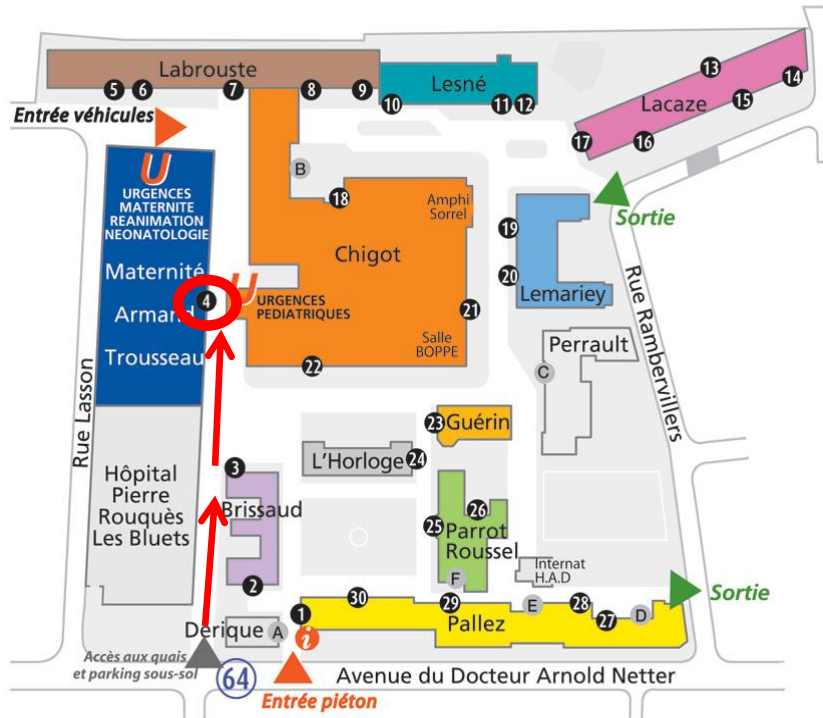 Labrouste
5
6
7
8
9
Lesné
10
11
12
13
14
Lacaze
15
16
17
Entrée véhicules
U
URGENCES
MATERNITE
REANIMATION
NEONATOLOGIE
Maternité
Armand
Trousseau
4
B
18
Amphi
Sorrel
Chigot
U
URGENCES
PEDIATRIQUES
21
Salle
BOPPE
22
19
20
Lemariey
Sortie
Rue Rambervillers
Perrault
C
Rue Lasson
Hôpital
Pierre
Rouquès
Les Bluets
3
Brissaud
2
L'Horloge
24
23
Guérin
25
26
Parrot
Roussel
F
Internat
H.A.D
Sortie
Derique
A
1
i
30
29
Pallez
E
28
27
D
Accès aux quais
et parking sous-sol
64
Entrée piéton
Avenue du Docteur Arnold Netter